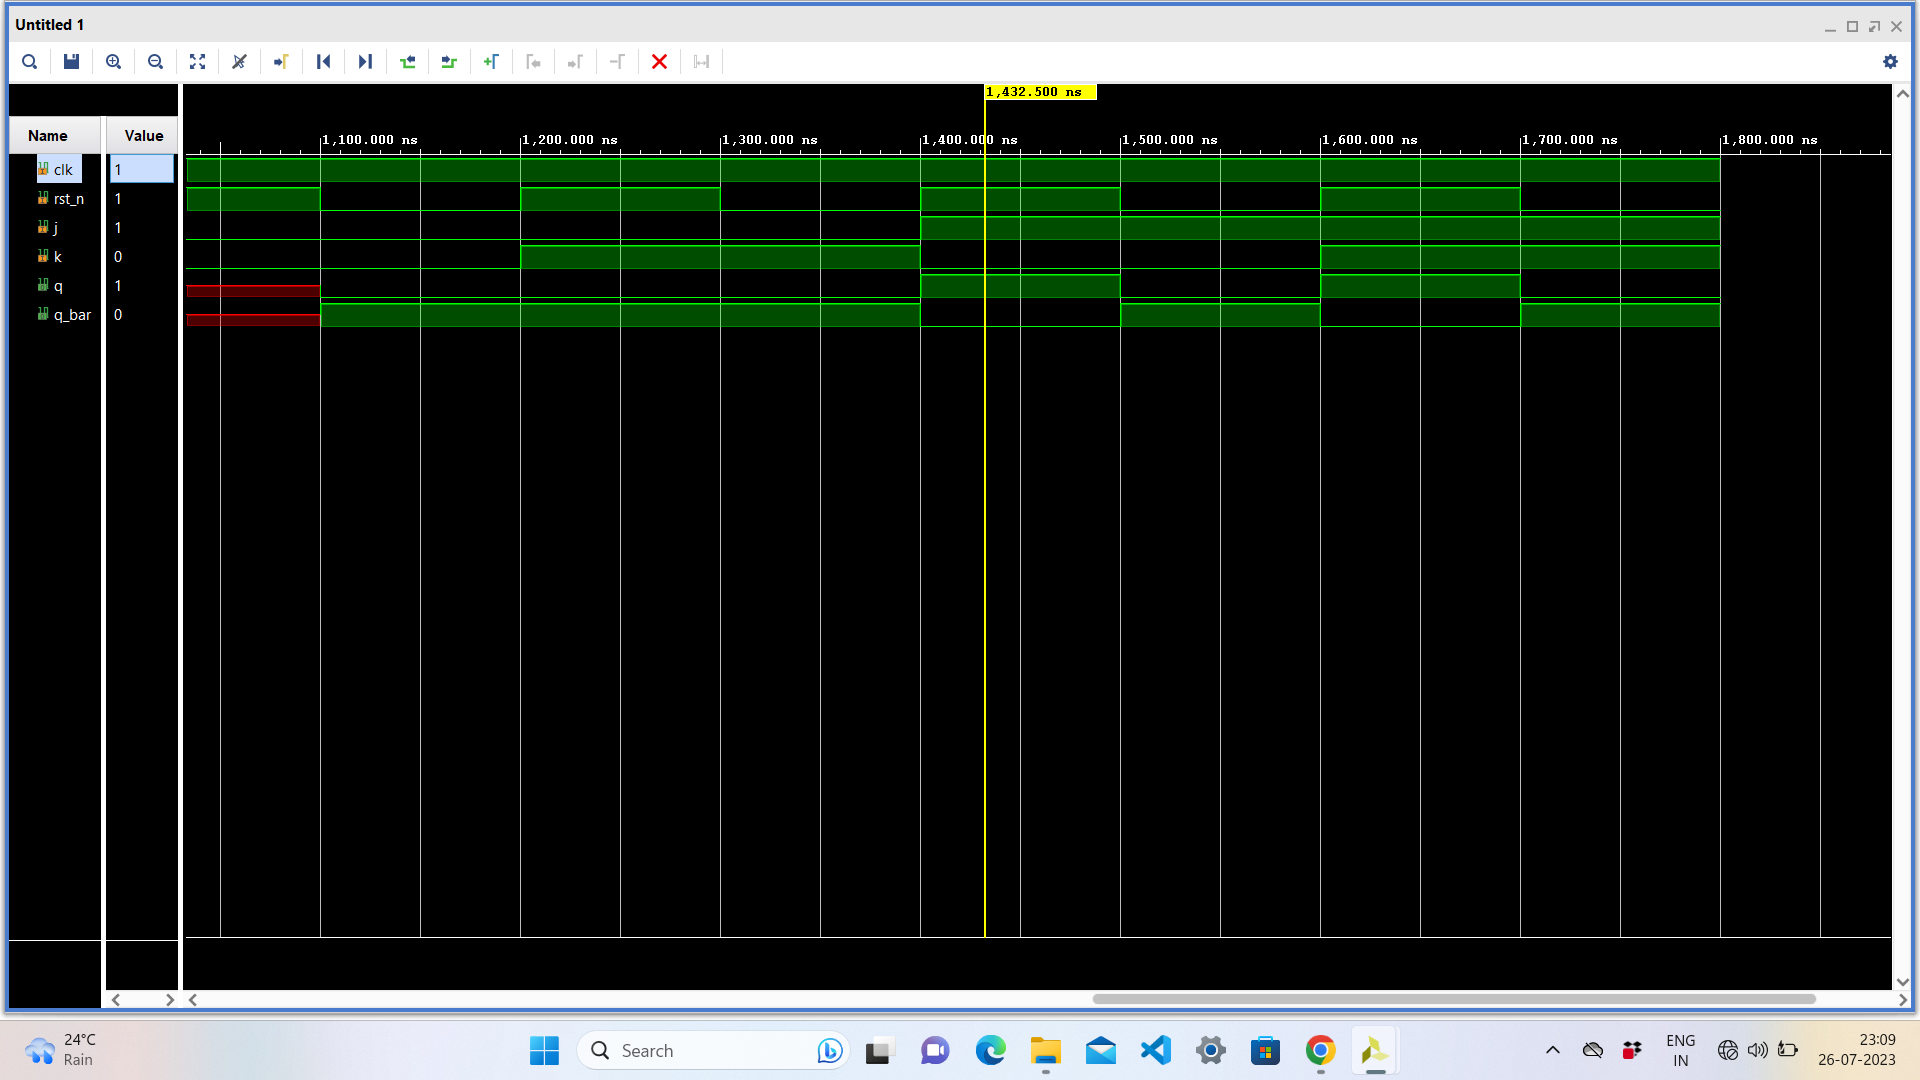 Untitled 1
1,432.500 ns
Name Value
1,100.000 ns 1,200.000 ns 1,300.000 ns 1,400.000 ns 1,500.000 ns 1,600.000 ns 1,700.000 ns 1,800.000 ns
clk 1
rst_n 1
j 1
k 0
q 1
q_bar 0
24°C
Rain
Search
ENG
IN
23:09
26-07-2023